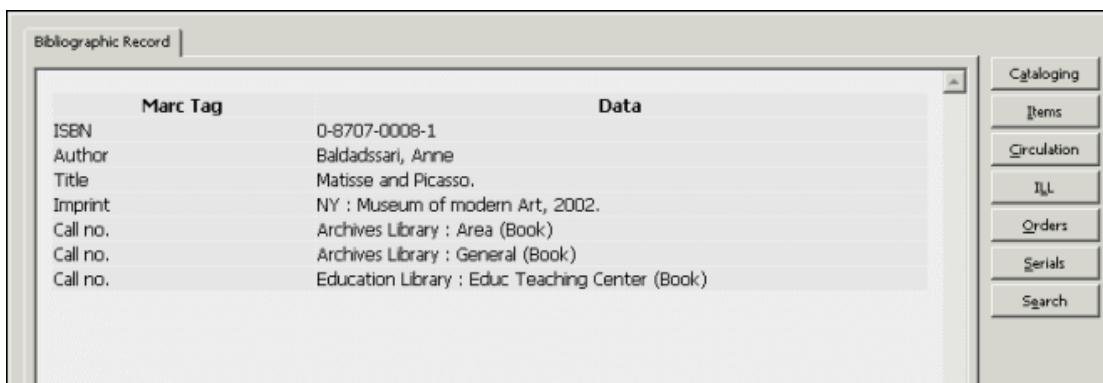 Bibliographic Record
Marc Tag Data
ISBN 0-8707-0008-1
Author Baldadssari, Anne
Title Matisse and Picasso.
Imprint NY : Museum of modern Art, 2002.
Call no. Archives Library : Area (Book)
Call no. Archives Library : General (Book)
Call no. Education Library : Educ Teaching Center (Book)
Cataloging
Items
Circulation
ILL
Orders
Serials
Search